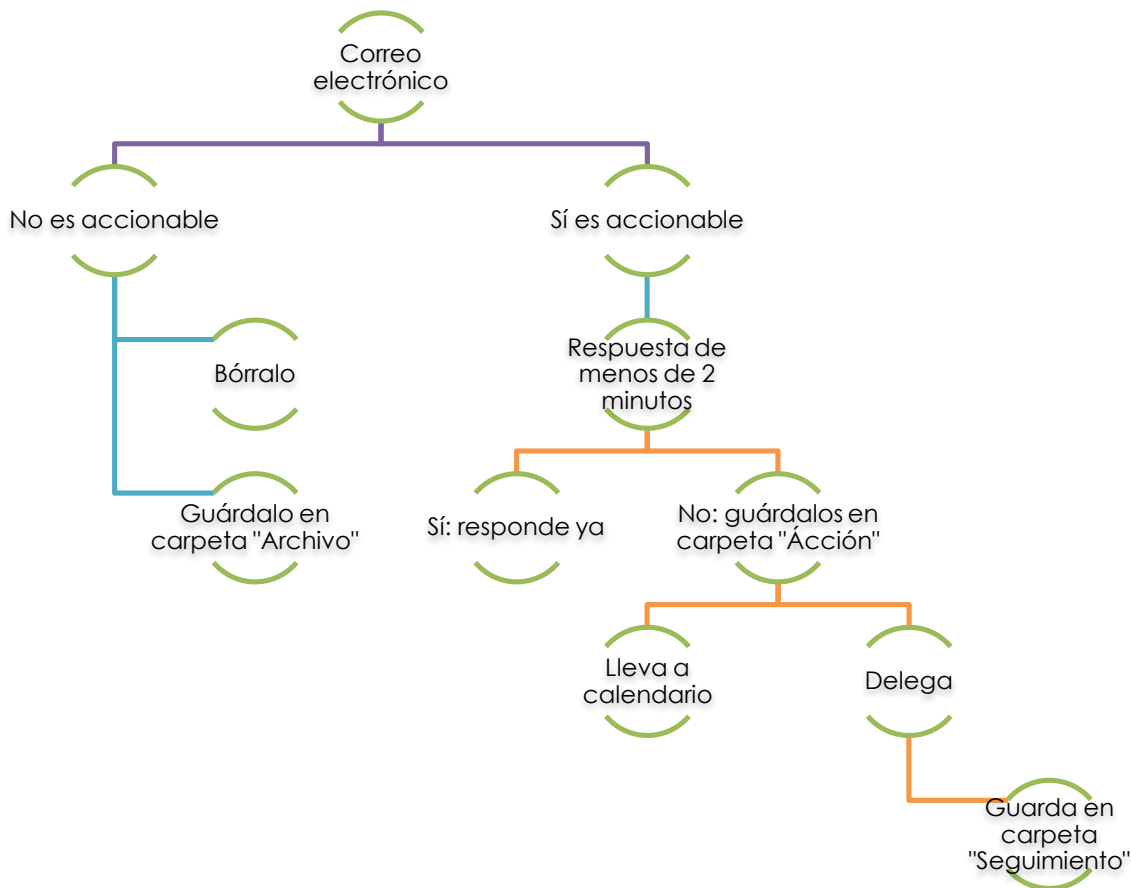 Correo
electrónico
No es accionable
Sí es accionable
Bórralo
Respuesta de
menos de 2
minutos
Guárdalo en
carpeta "Archivo"
Sí: responde ya
No: guárdalos en
carpeta "Ácción"
Lleva a
calendario
Delega
Guarda en
carpeta
"Seguimiento"